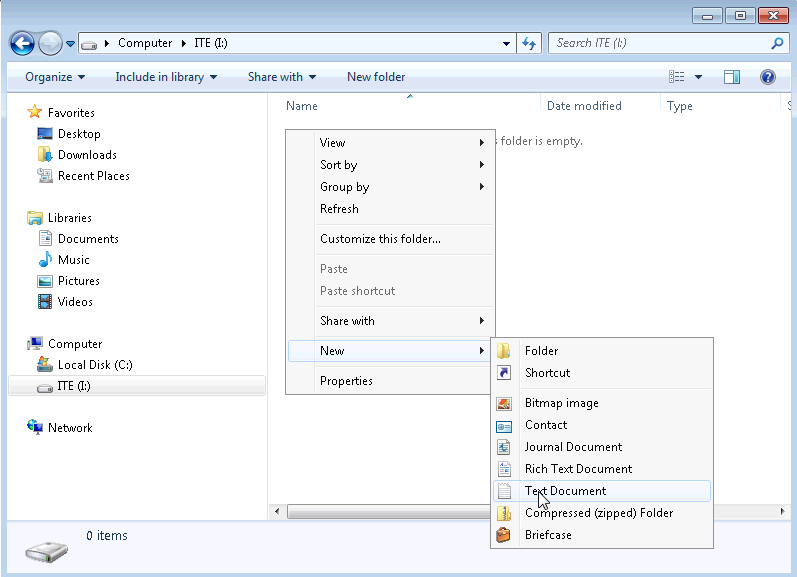 Computer ▸ ITE (I:)
Search ITE (I:)
Organize Include in library Share with New folder
Name Date modified Type S
folder is empty.
Favorites
Desktop
Downloads
Recent Places
Libraries
Documents
Music
Pictures
Videos
Computer
Local Disk (C:)
ITE (I:)
Network
View
Sort by
Group by
Refresh
Customize this folder...
Paste
Paste shortcut
Share with
New
Properties
Folder
Shortcut
Bitmap image
Contact
Journal Document
Rich Text Document
Text Document
Compressed (zipped) Folder
Briefcase
0 items